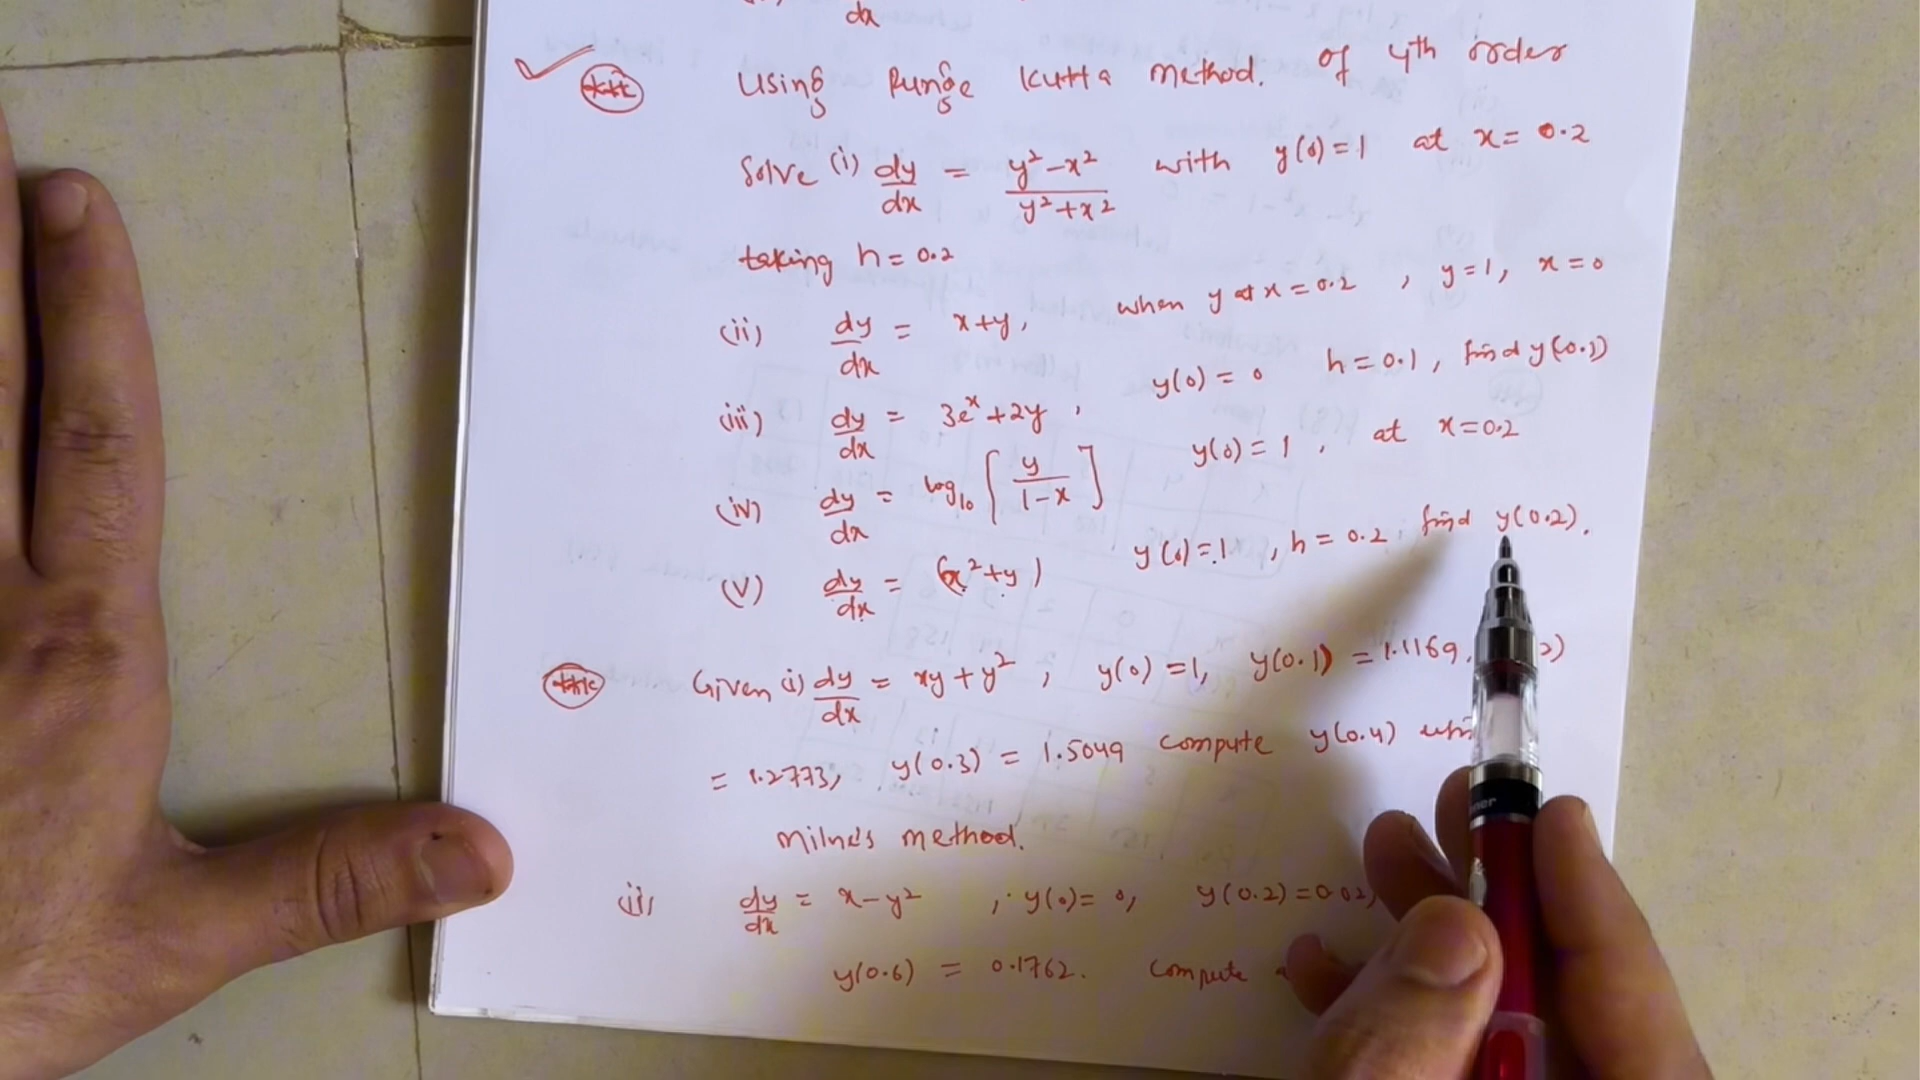 dx
Using Runge Kutta method. of 4th order
Solve (i) dy/dx = y²-x²/y²+x² with y(0)=1 at x= 0.2
taking h=0.2
(ii) dy/dx = x+y, when y at x=0.2 , y=1, x=0
(iii) dy/dx = 3eˣ+2y , y(0)= 0 h=0.1, find y(0.1)
(iv) dy/dx = log₁₀ [y/1-x] y(0)=1 , at x=0.2
(v) dy/dx = (x²+y) y(0)=1 , h=0.2 find y(0.2).
Given (i) dy/dx = xy+y² , y(0)=1, y(0.1) = 1.1169, 2)
= 1.2773, y(0.3) = 1.5049 compute y(0.4)
Milne's method.
(ii) dy/dx = x-y² , y(0)= 0, y(0.2)=0.02
y(0.6) = 0.1762. Compute